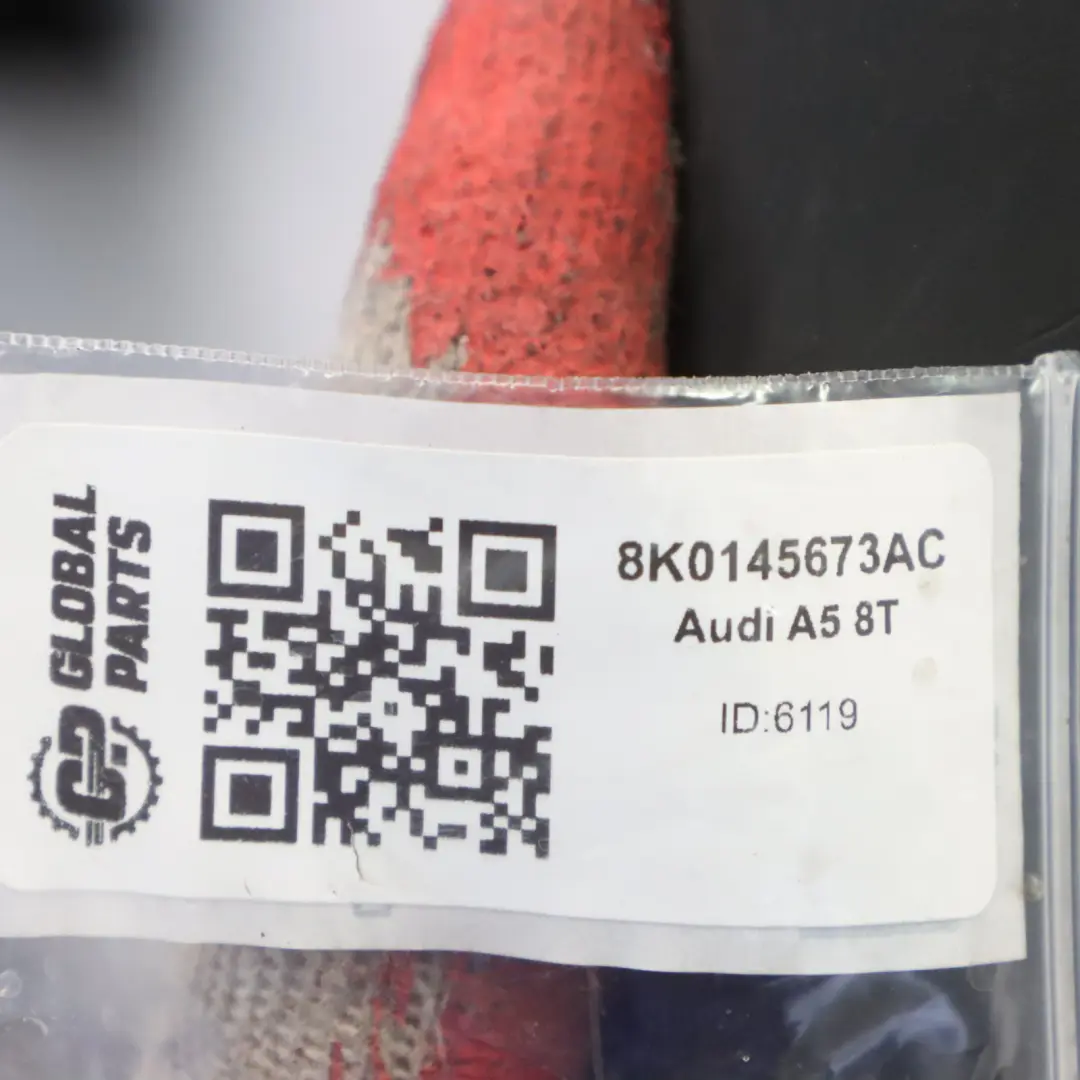 GLOBAL
PARTS
8K0145673AC
Audi A5 8T
ID:6119